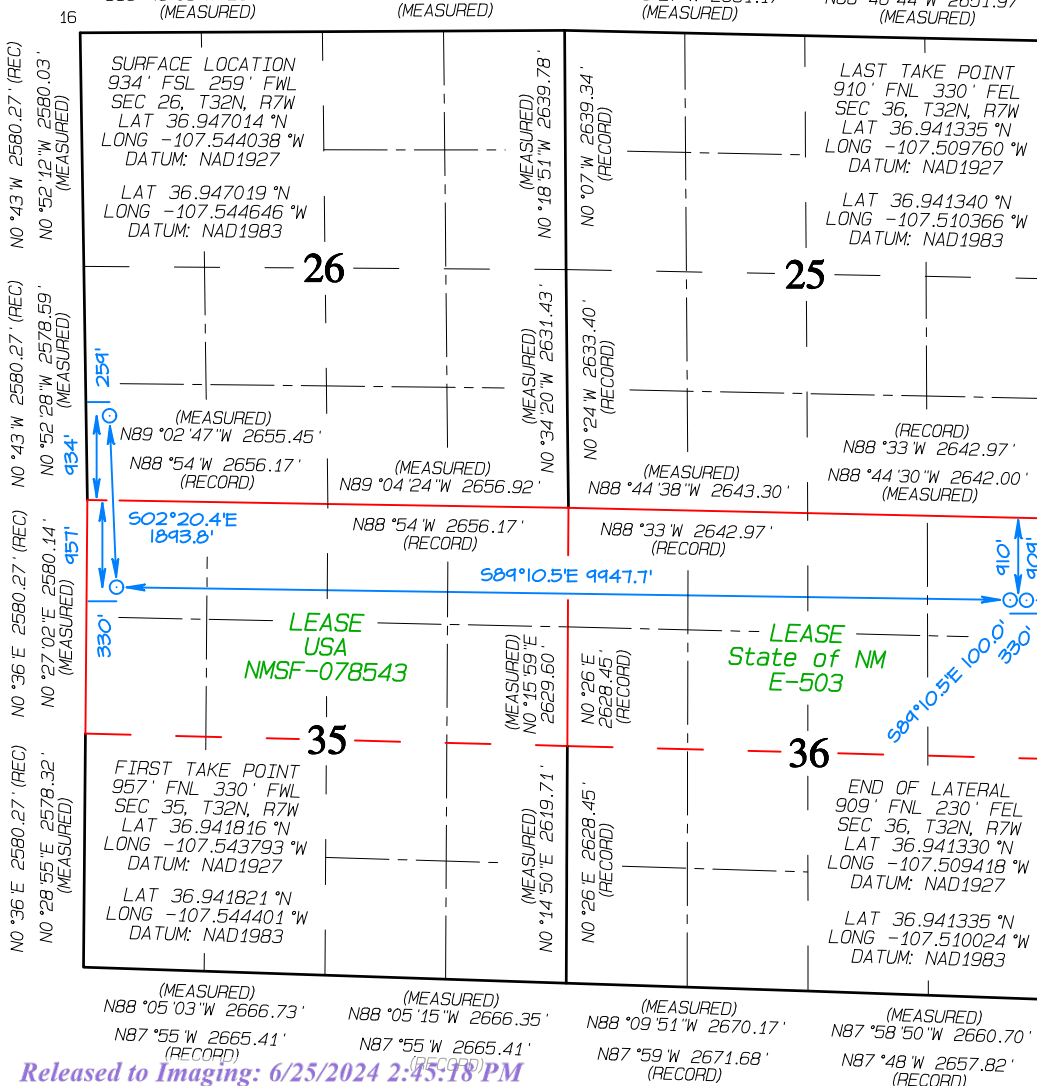 (MEASURED)
(MEASURED)
(MEASURED)
N88°48'44"W 2651.97'
(MEASURED)
16
N0°43'W 2580.27' (REC)
N0°52'12"W 2580.03'
(MEASURED)
SURFACE LOCATION
934' FSL 259' FWL
SEC 26, T32N, R7W
LAT 36.947014 °N
LONG -107.544038 °W
DATUM: NAD1927
LAT 36.947019 °N
LONG -107.544646 °W
DATUM: NAD1983
(MEASURED)
N0°18'51"W 2639.78'
N0°07'W 2639.34'
(RECORD)
LAST TAKE POINT
910' FNL 330' FEL
SEC 36, T32N, R7W
LAT 36.941335 °N
LONG -107.509760 °W
DATUM: NAD1927
LAT 36.941340 °N
LONG -107.510366 °W
DATUM: NAD1983
26
25
N0°43'W 2580.27' (REC)
N0°52'28"W 2578.59'
(MEASURED)
259'
934'
(MEASURED)
N0°34'20"W 2631.43'
N0°24'W 2633.40'
(RECORD)
(MEASURED)
N89°02'47"W 2655.45'
N88°54'W 2656.17'
(RECORD)
(MEASURED)
N89°04'24"W 2656.92'
(MEASURED)
N88°44'38"W 2643.30'
(RECORD)
N88°33'W 2642.97'
N88°44'30"W 2642.00'
(MEASURED)
N88°54'W 2656.17'
(RECORD)
N88°33'W 2642.97'
(RECORD)
S02°20.4'E
1893.8'
957'
330'
S89°10.5'E 9947.7'
910'
909'
330'
S89°10.5'E 100.0'
N0°36'E 2580.27' (REC)
N0°27'02"E 2580.14'
(MEASURED)
LEASE
USA
NMSF-078543
(MEASURED)
N0°15'59"E
2629.60'
N0°26'E
2628.45'
(RECORD)
LEASE
State of NM
E-503
35
36
N0°36'E 2580.27' (REC)
N0°28'55"E 2578.32'
(MEASURED)
FIRST TAKE POINT
957' FNL 330' FWL
SEC 35, T32N, R7W
LAT 36.941816 °N
LONG -107.543793 °W
DATUM: NAD1927
LAT 36.941821 °N
LONG -107.544401 °W
DATUM: NAD1983
(MEASURED)
N0°14'50"E 2619.71'
N0°26'E 2628.45'
(RECORD)
END OF LATERAL
909' FNL 230' FEL
SEC 36, T32N, R7W
LAT 36.941330 °N
LONG -107.509418 °W
DATUM: NAD1927
LAT 36.941335 °N
LONG -107.510024 °W
DATUM: NAD1983
(MEASURED)
N88°05'03"W 2666.73'
N87°55'W 2665.41'
(RECORD)
(MEASURED)
N88°05'15"W 2666.35'
N87°55'W 2665.41'
(RECORD)
(MEASURED)
N88°09'51"W 2670.17'
N87°59'W 2671.68'
(RECORD)
(MEASURED)
N87°58'50"W 2660.70'
N87°48'W 2657.82'
(RECORD)
Released to Imaging: 6/25/2024 2:45:18 PM